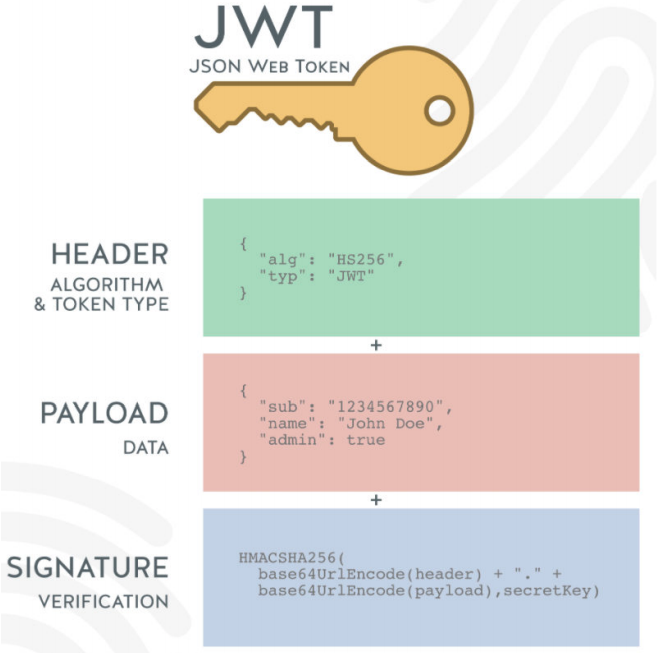 JWT
JSON WEB TOKEN
HEADER
ALGORITHM
& TOKEN TYPE
{
"alg": "HS256",
"typ": "JWT"
}
+
PAYLOAD
DATA
{
"sub": "1234567890",
"name": "John Doe",
"admin": true
}
+
SIGNATURE
VERIFICATION
HMACSHA256(
base64UrlEncode(header) + "." +
base64UrlEncode(payload),secretKey)